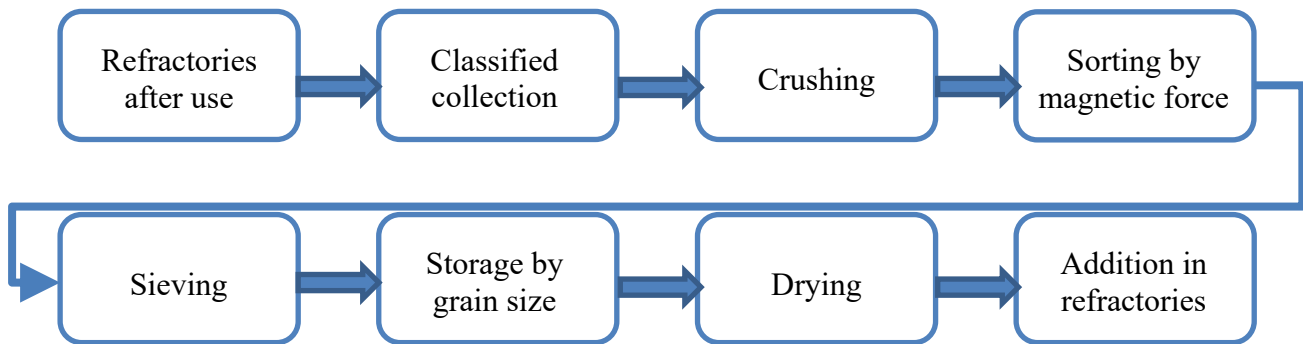 Refractories
after use
Classified
collection
Crushing
Sorting by
magnetic force
Sieving
Storage by
grain size
Drying
Addition in
refractories